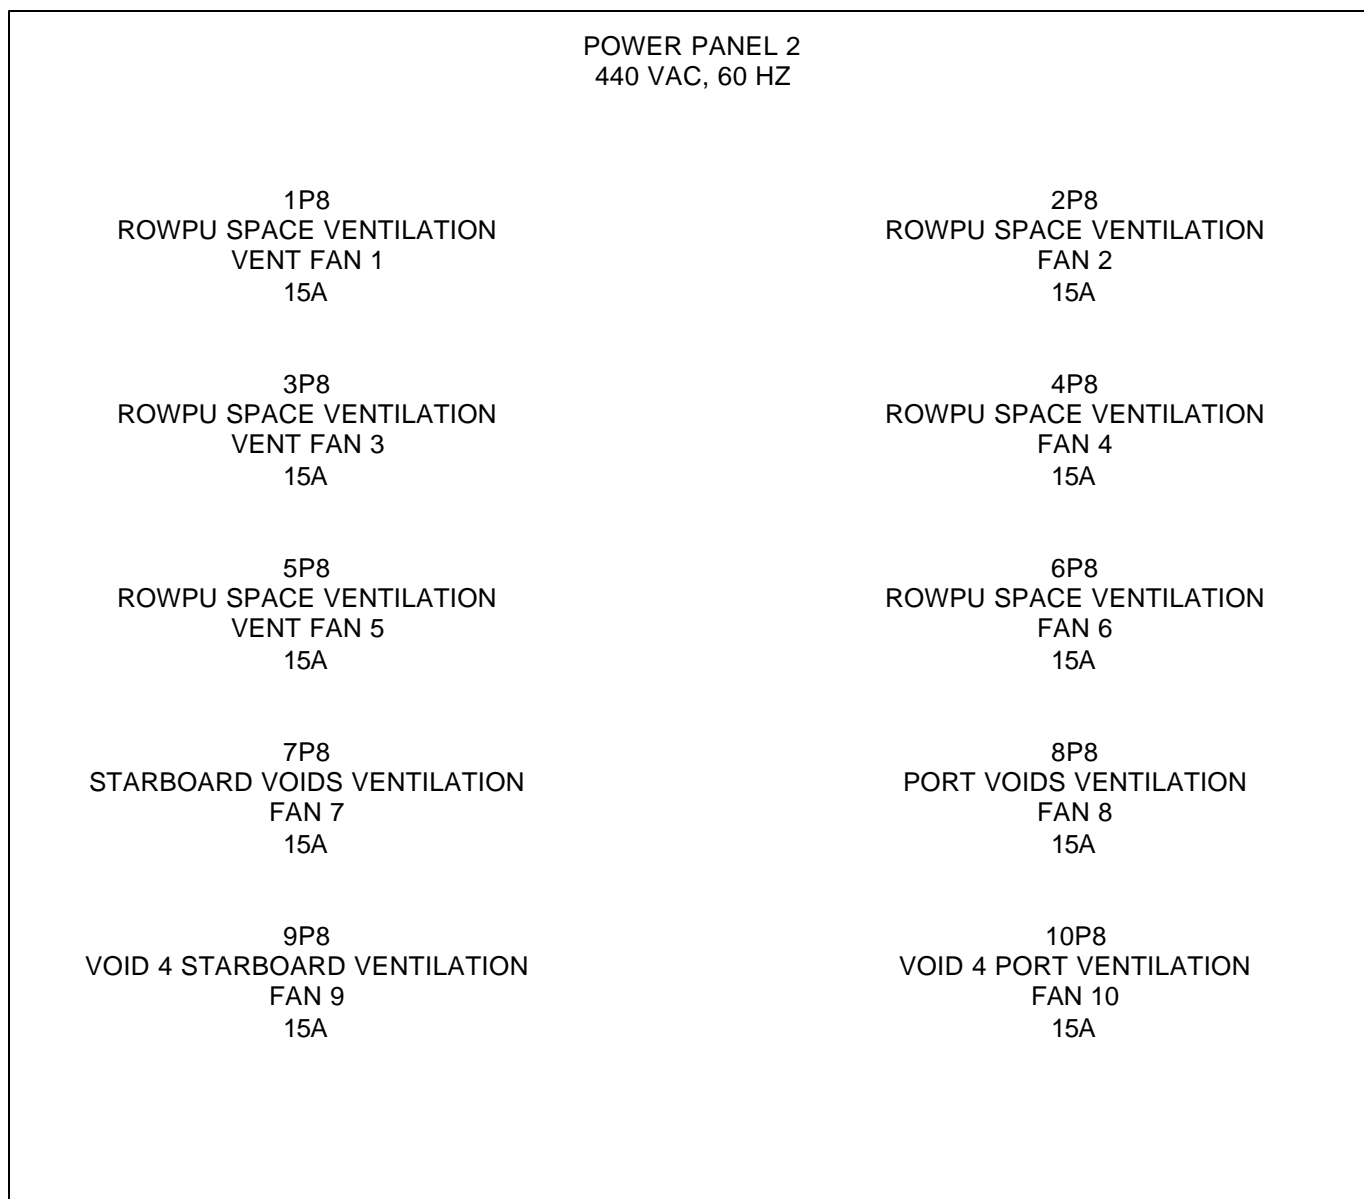 POWER PANEL 2
440 VAC, 60 HZ
1P8
ROWPU SPACE VENTILATION
VENT FAN 1
15A
2P8
ROWPU SPACE VENTILATION
FAN 2
15A
3P8
ROWPU SPACE VENTILATION
VENT FAN 3
15A
4P8
ROWPU SPACE VENTILATION
FAN 4
15A
5P8
ROWPU SPACE VENTILATION
VENT FAN 5
15A
6P8
ROWPU SPACE VENTILATION
FAN 6
15A
7P8
STARBOARD VOIDS VENTILATION
FAN 7
15A
8P8
PORT VOIDS VENTILATION
FAN 8
15A
9P8
VOID 4 STARBOARD VENTILATION
FAN 9
15A
10P8
VOID 4 PORT VENTILATION
FAN 10
15A